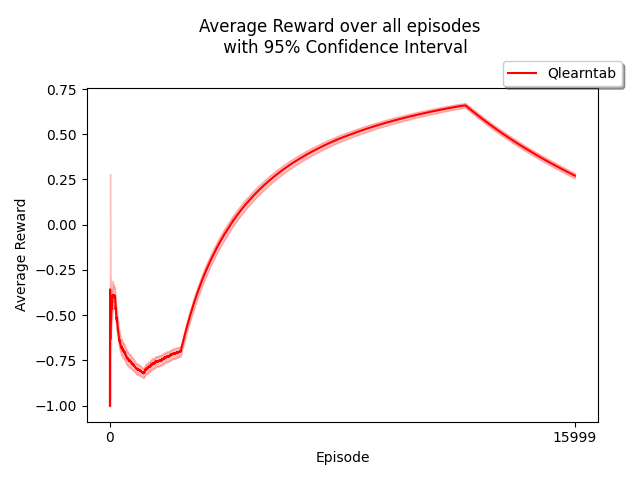 Average Reward over all episodes
with 95% Confidence Interval
Qlearntab
0.75
0.50
0.25
0.00
−0.25
−0.50
−0.75
−1.00
Average Reward
0
15999
Episode